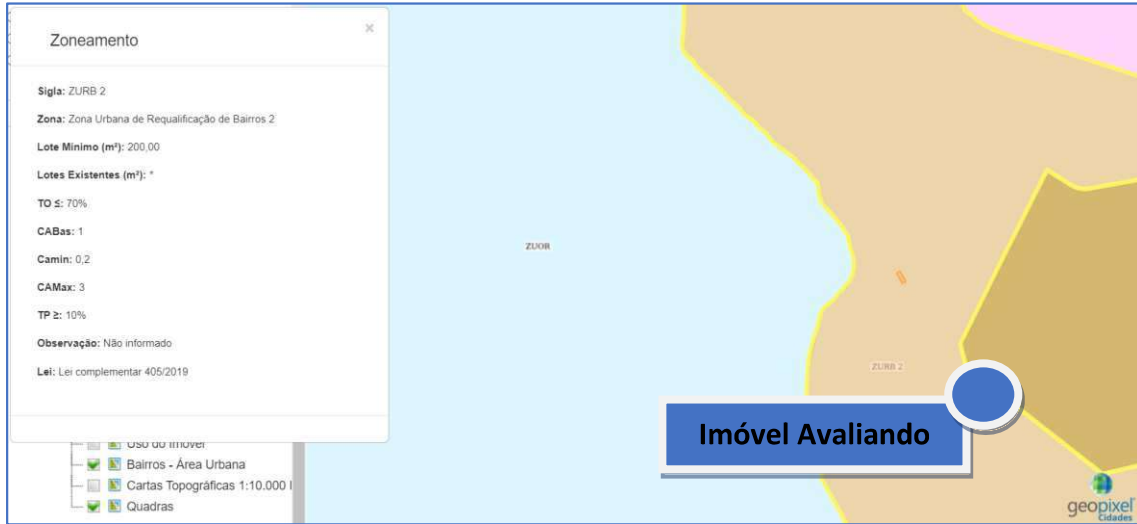 Zoneamento
×
Sigla: ZURB 2
Zona: Zona Urbana de Requalificação de Bairros 2
Lote Mínimo (m²): 200,00
Lotes Existentes (m²): *
TO ≤: 70%
CABas: 1
Camin: 0,2
CAMax: 3
TP ≥: 10%
Observação: Não informado
Lei: Lei complementar 405/2019
Uso do Imóvel
Bairros - Área Urbana
Cartas Topográficas 1:10.000
Quadras
ZUOR
ZURB 2
Imóvel Avaliando
geopixel
Cidades